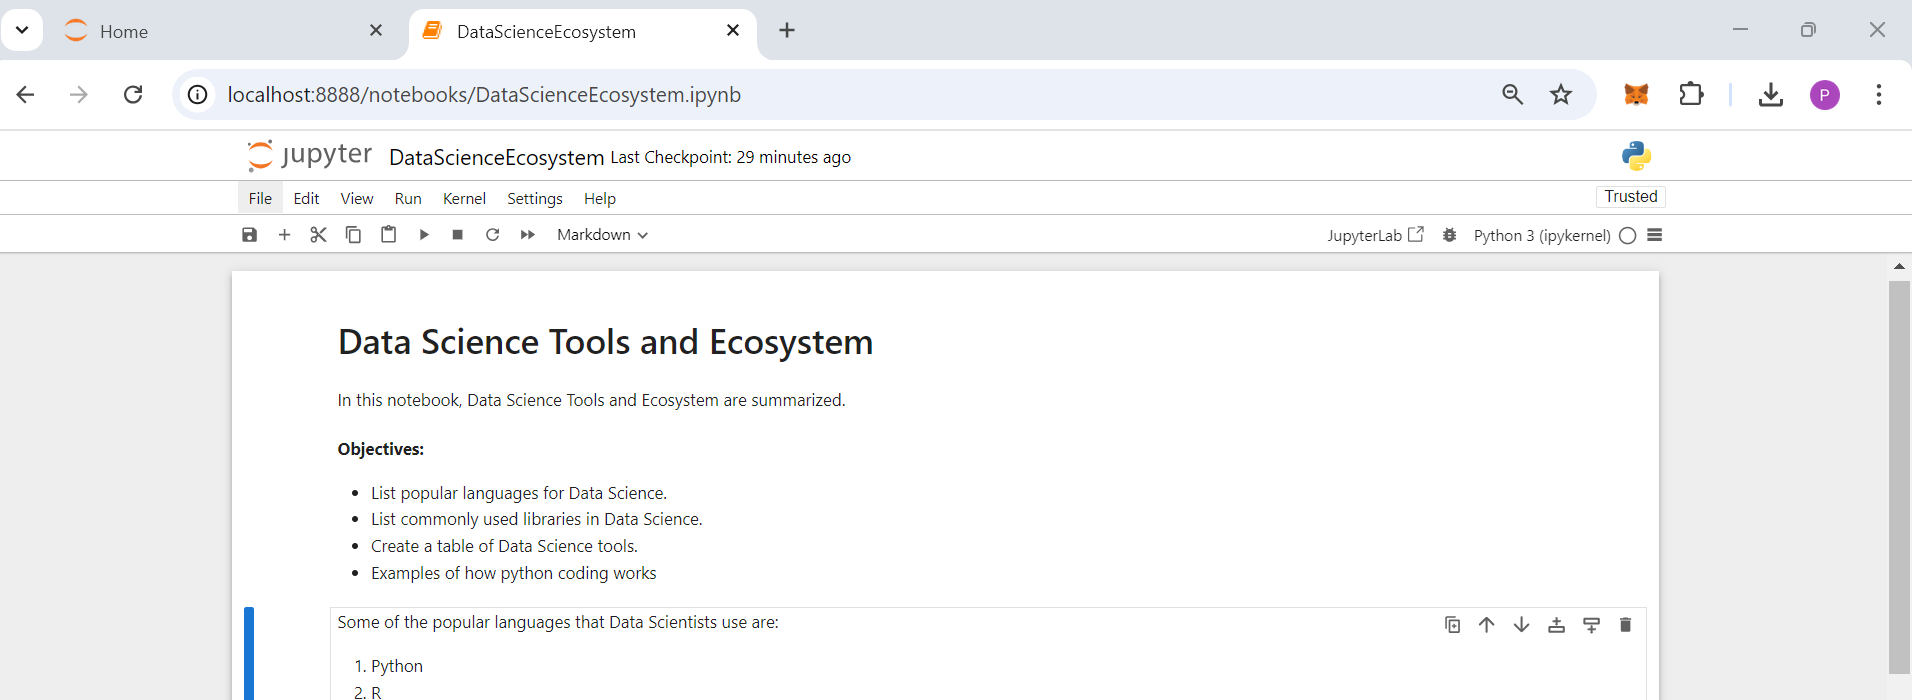 Home
DataScienceEcosystem
localhost:8888/notebooks/DataScienceEcosystem.ipynb
P
jupyter DataScienceEcosystem Last Checkpoint: 29 minutes ago
File Edit View Run Kernel Settings Help
Trusted
Markdown
JupyterLab
Python 3 (ipykernel)
Data Science Tools and Ecosystem
In this notebook, Data Science Tools and Ecosystem are summarized.
Objectives:
• List popular languages for Data Science.
• List commonly used libraries in Data Science.
• Create a table of Data Science tools.
• Examples of how python coding works
Some of the popular languages that Data Scientists use are:
1. Python
2. R